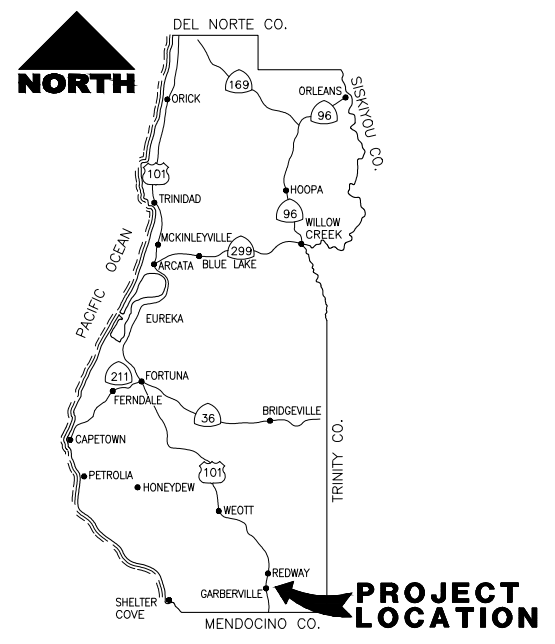 DEL NORTE CO.
NORTH
169
ORLEANS
SISKIYOU CO.
ORICK
96
101
HOOPA
TRINIDAD
96
WILLOW
CREEK
MCKINLEYVILLE
299
ARCATA
BLUE LAKE
PACIFIC OCEAN
EUREKA
211
FORTUNA
FERNDALE
36
BRIDGEVILLE
CAPETOWN
TRINITY CO.
101
PETROLIA
HONEYDEW
WEOTT
REDWAY
GARBERVILLE
PROJECT
LOCATION
SHELTER
COVE
MENDOCINO CO.